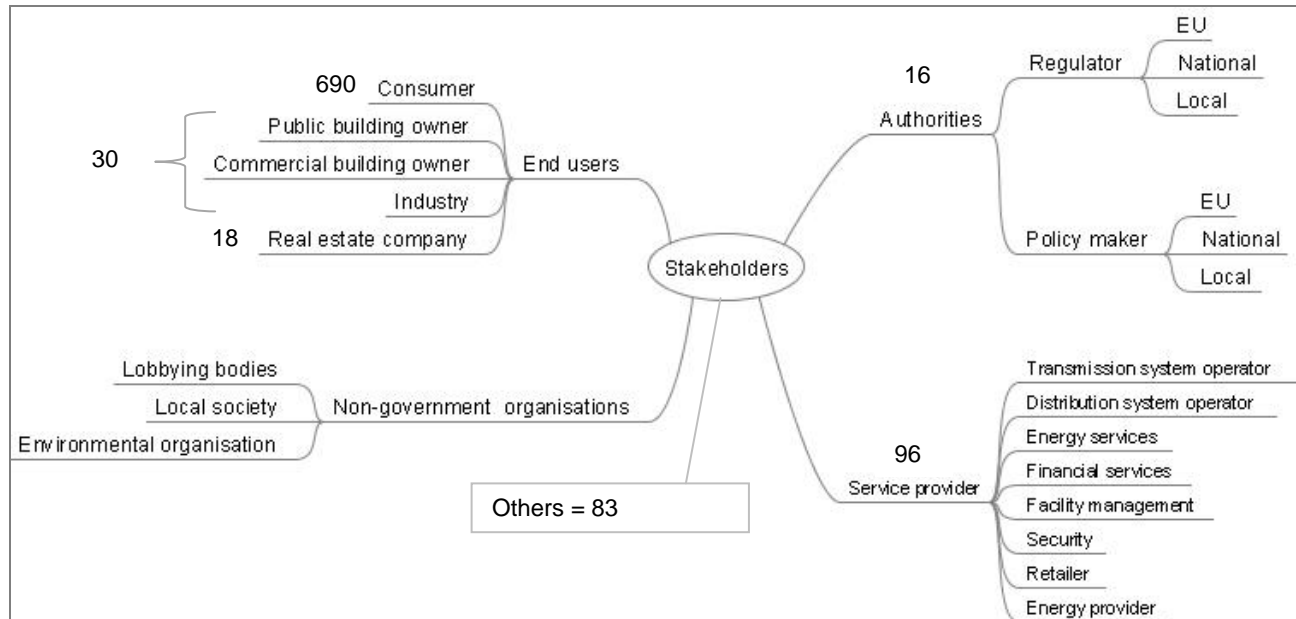 690
Consumer
Public building owner
30
Commercial building owner
End users
Industry
18
Real estate company
16
Authorities
Regulator
EU
National
Local
Policy maker
EU
National
Local
Stakeholders
Lobbying bodies
Local society
Non-government organisations
Environmental organisation
Others = 83
96
Service provider
Transmission system operator
Distribution system operator
Energy services
Financial services
Facility management
Security
Retailer
Energy provider